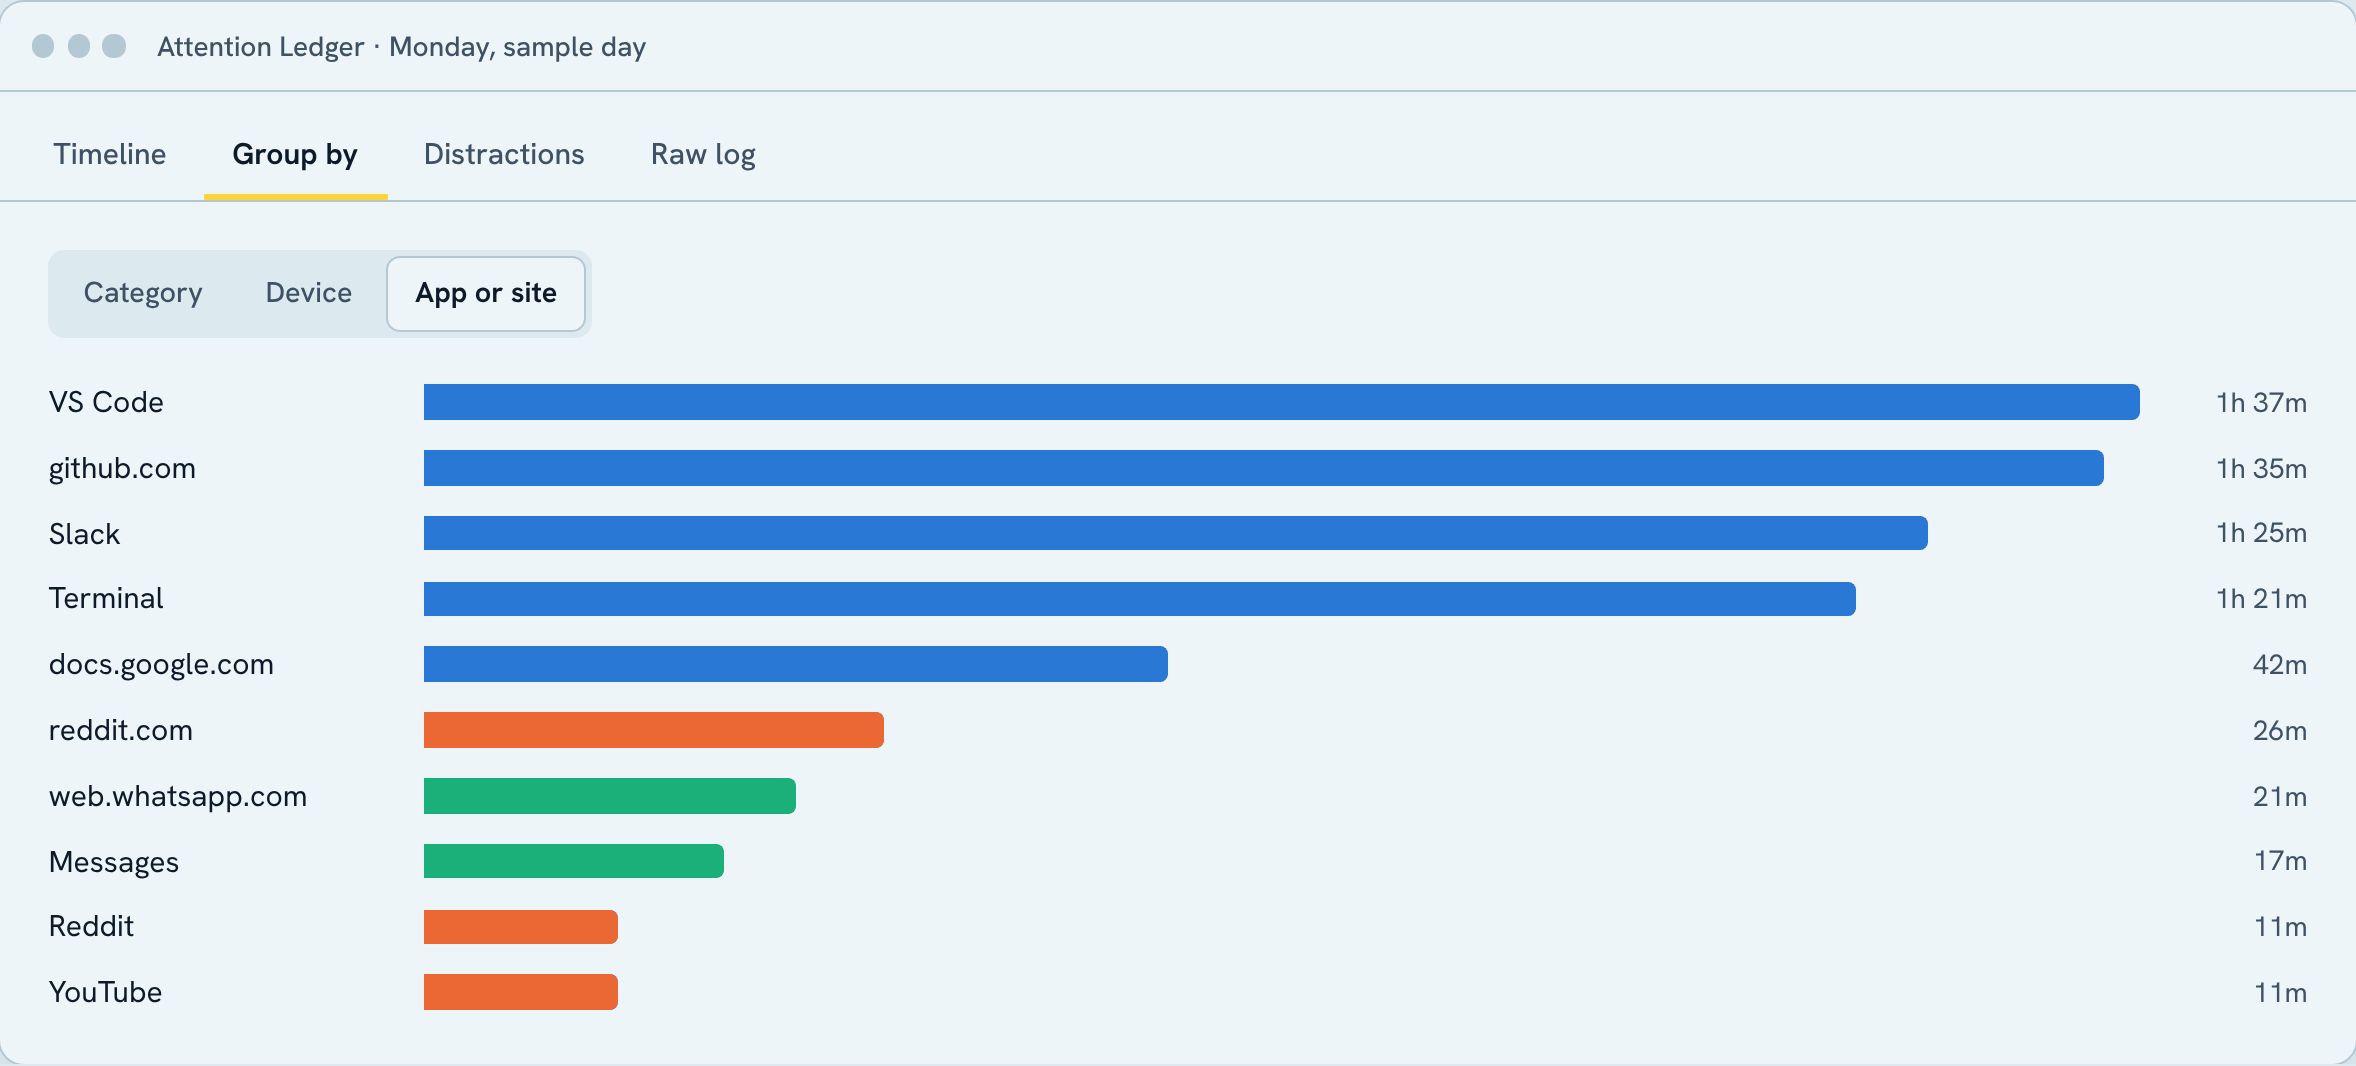 Attention Ledger · Monday, sample day
Timeline Group by Distractions Raw log
Category Device App or site
VS Code 1h 37m
github.com 1h 35m
Slack 1h 25m
Terminal 1h 21m
docs.google.com 42m
reddit.com 26m
web.whatsapp.com 21m
Messages 17m
Reddit 11m
YouTube 11m